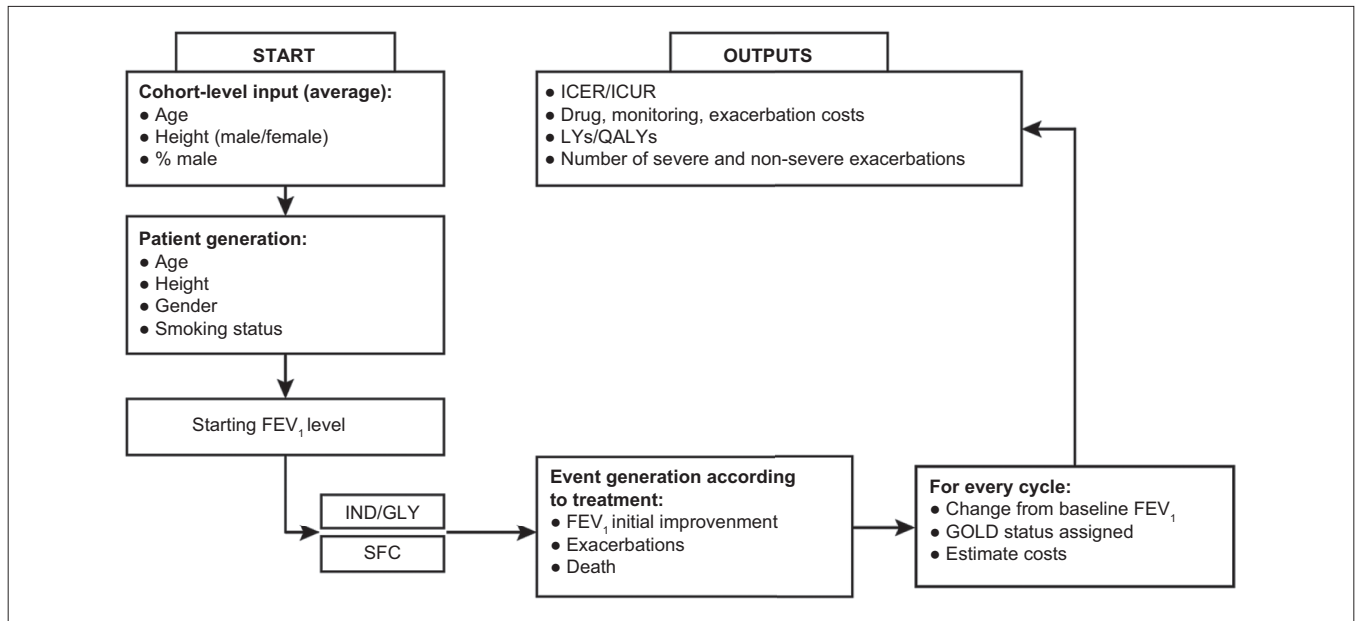 START
Cohort-level input (average):
● Age
● Height (male/female)
● % male
Patient generation:
● Age
● Height
● Gender
● Smoking status
Starting FEV₁ level
IND/GLY
SFC
Event generation according
to treatment:
● FEV₁ initial improvenment
● Exacerbations
● Death
For every cycle:
● Change from baseline FEV₁
● GOLD status assigned
● Estimate costs
OUTPUTS
● ICER/ICUR
● Drug, monitoring, exacerbation costs
● LYs/QALYs
● Number of severe and non-severe exacerbations